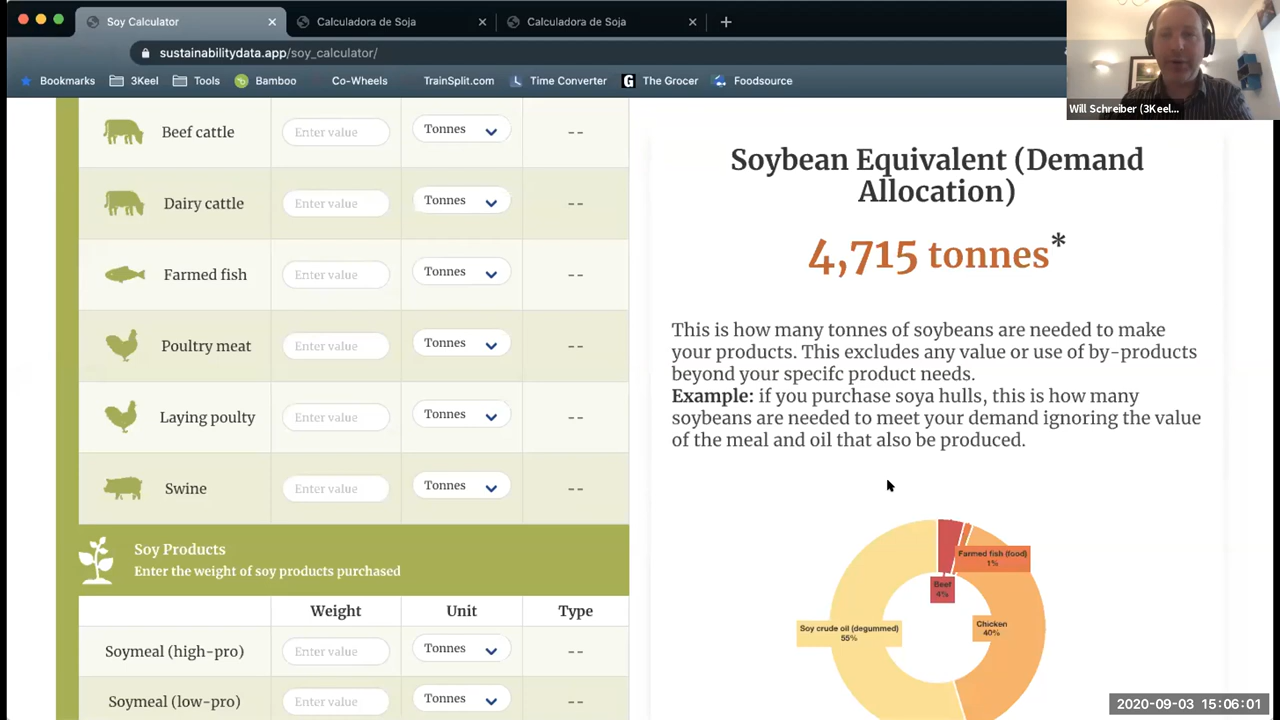 Soy Calculator
Calculadora de Soja
Calculadora de Soja
sustainabilitydata.app/soy_calculator/
Bookmarks
3Keel
Tools
Bamboo
Co-Wheels
TrainSplit.com
Time Converter
G
The Grocer
Foodsource
Will Schreiber (3Keel...
Beef cattle
Enter value
Tonnes
--
Dairy cattle
Enter value
Tonnes
--
Farmed fish
Enter value
Tonnes
--
Poultry meat
Enter value
Tonnes
--
Laying poulty
Enter value
Tonnes
--
Swine
Enter value
Tonnes
--
Soy Products
Enter the weight of soy products purchased
Weight
Unit
Type
Soymeal (high-pro)
Enter value
Tonnes
--
Soymeal (low-pro)
Enter value
Tonnes
--
Soybean Equivalent (Demand
Allocation)
4,715 tonnes*
This is how many tonnes of soybeans are needed to make
your products. This excludes any value or use of by-products
beyond your specifc product needs.
Example: if you purchase soya hulls, this is how many
soybeans are needed to meet your demand ignoring the value
of the meal and oil that also be produced.
Farmed fish (food)
1%
Beef
4%
Soy crude oil (degummed)
55%
Chicken
40%
2020-09-03 15:06:01